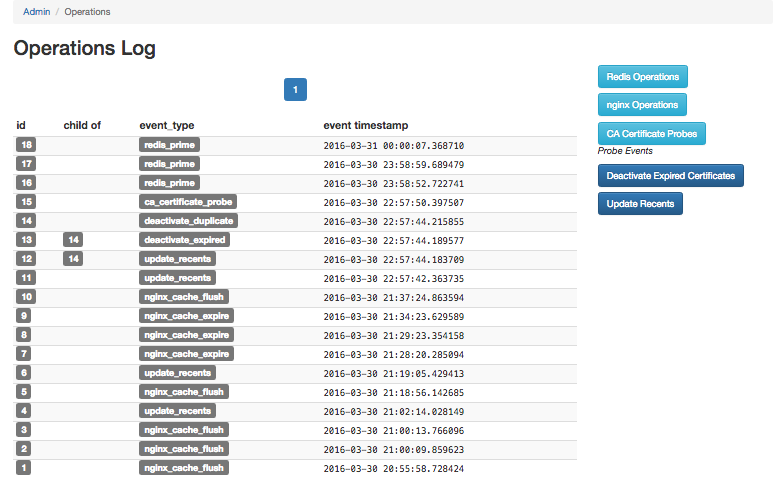 Admin / Operations
Operations Log
1
id child of event_type event timestamp
18 redis_prime 2016-03-31 00:00:07.368710
17 redis_prime 2016-03-30 23:58:59.689479
16 redis_prime 2016-03-30 23:58:52.722741
15 ca_certificate_probe 2016-03-30 22:57:50.397507
14 deactivate_duplicate 2016-03-30 22:57:44.215855
13 14 deactivate_expired 2016-03-30 22:57:44.189577
12 14 update_recents 2016-03-30 22:57:44.183709
11 update_recents 2016-03-30 22:57:42.363735
10 nginx_cache_flush 2016-03-30 21:37:24.863594
9 nginx_cache_expire 2016-03-30 21:34:23.629589
8 nginx_cache_expire 2016-03-30 21:29:23.354158
7 nginx_cache_expire 2016-03-30 21:28:20.285094
6 update_recents 2016-03-30 21:19:05.429413
5 nginx_cache_flush 2016-03-30 21:18:56.142685
4 update_recents 2016-03-30 21:02:14.028149
3 nginx_cache_flush 2016-03-30 21:00:13.766096
2 nginx_cache_flush 2016-03-30 21:00:09.859623
1 nginx_cache_flush 2016-03-30 20:55:58.728424
Redis Operations
nginx Operations
CA Certificate Probes
Probe Events
Deactivate Expired Certificates
Update Recents